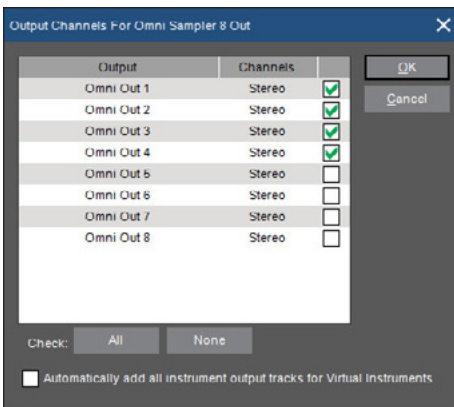 Output Channels For Omni Sampler 8 Out
Output Channels
Omni Out 1 Stereo
Omni Out 2 Stereo
Omni Out 3 Stereo
Omni Out 4 Stereo
Omni Out 5 Stereo
Omni Out 6 Stereo
Omni Out 7 Stereo
Omni Out 8 Stereo
OK
Cancel
Check: All None
Automatically add all instrument output tracks for Virtual Instruments